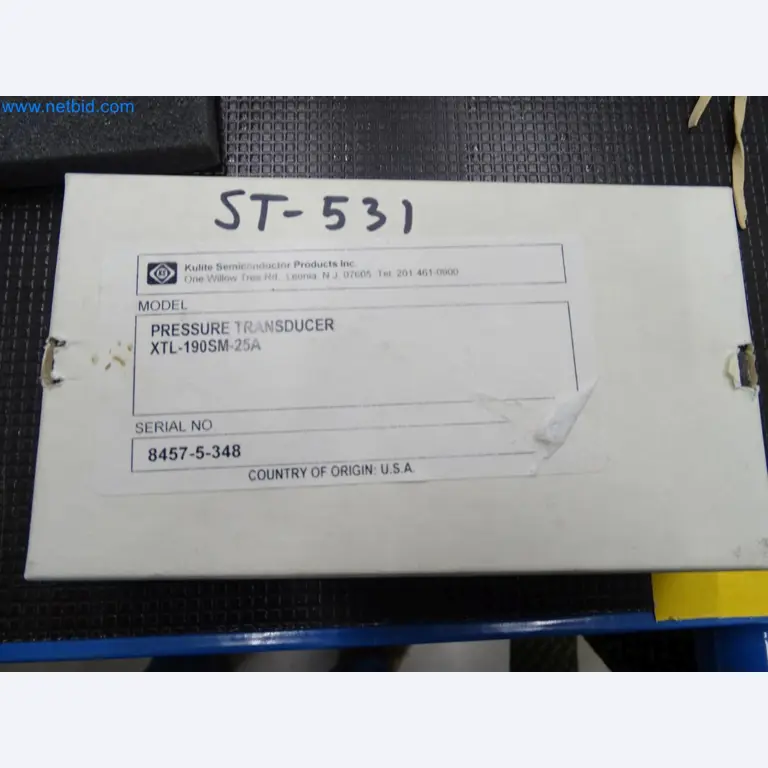 www.netbid.com
ST-531
Kulite Semiconductor Products Inc.
One Willow Tree Rd., Leonia, N.J. 07605 Tel: 201 461-0900
MODEL
PRESSURE TRANSDUCER
XTL-190SM-25A
SERIAL NO
8457-5-348
COUNTRY OF ORIGIN: U.S.A.